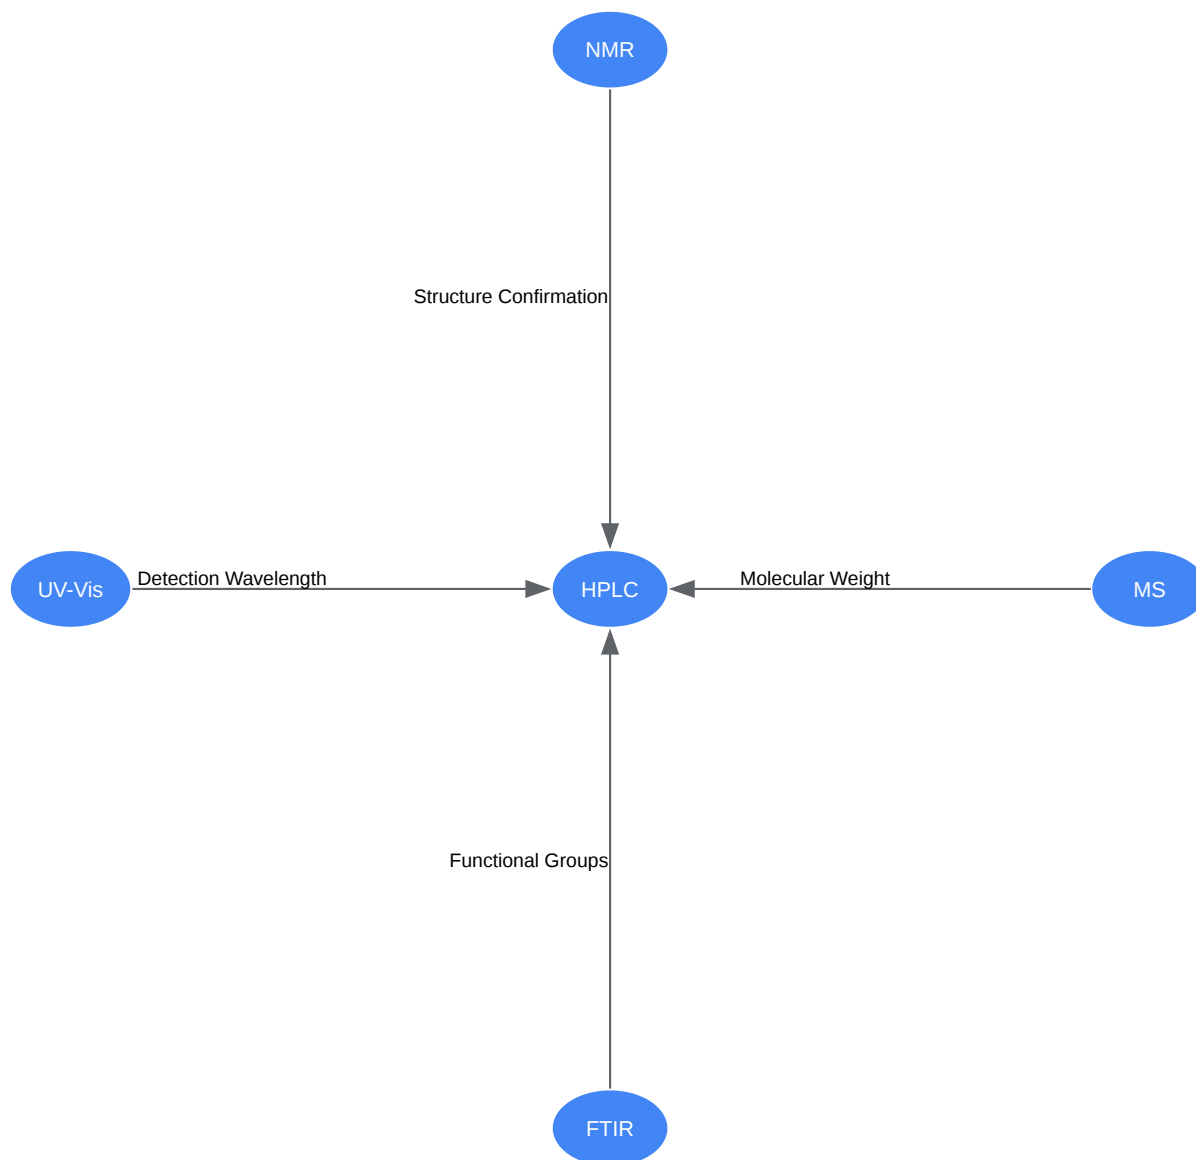 NMR
Structure Confirmation
UV-Vis
Detection Wavelength
HPLC
Molecular Weight
MS
Functional Groups
FTIR